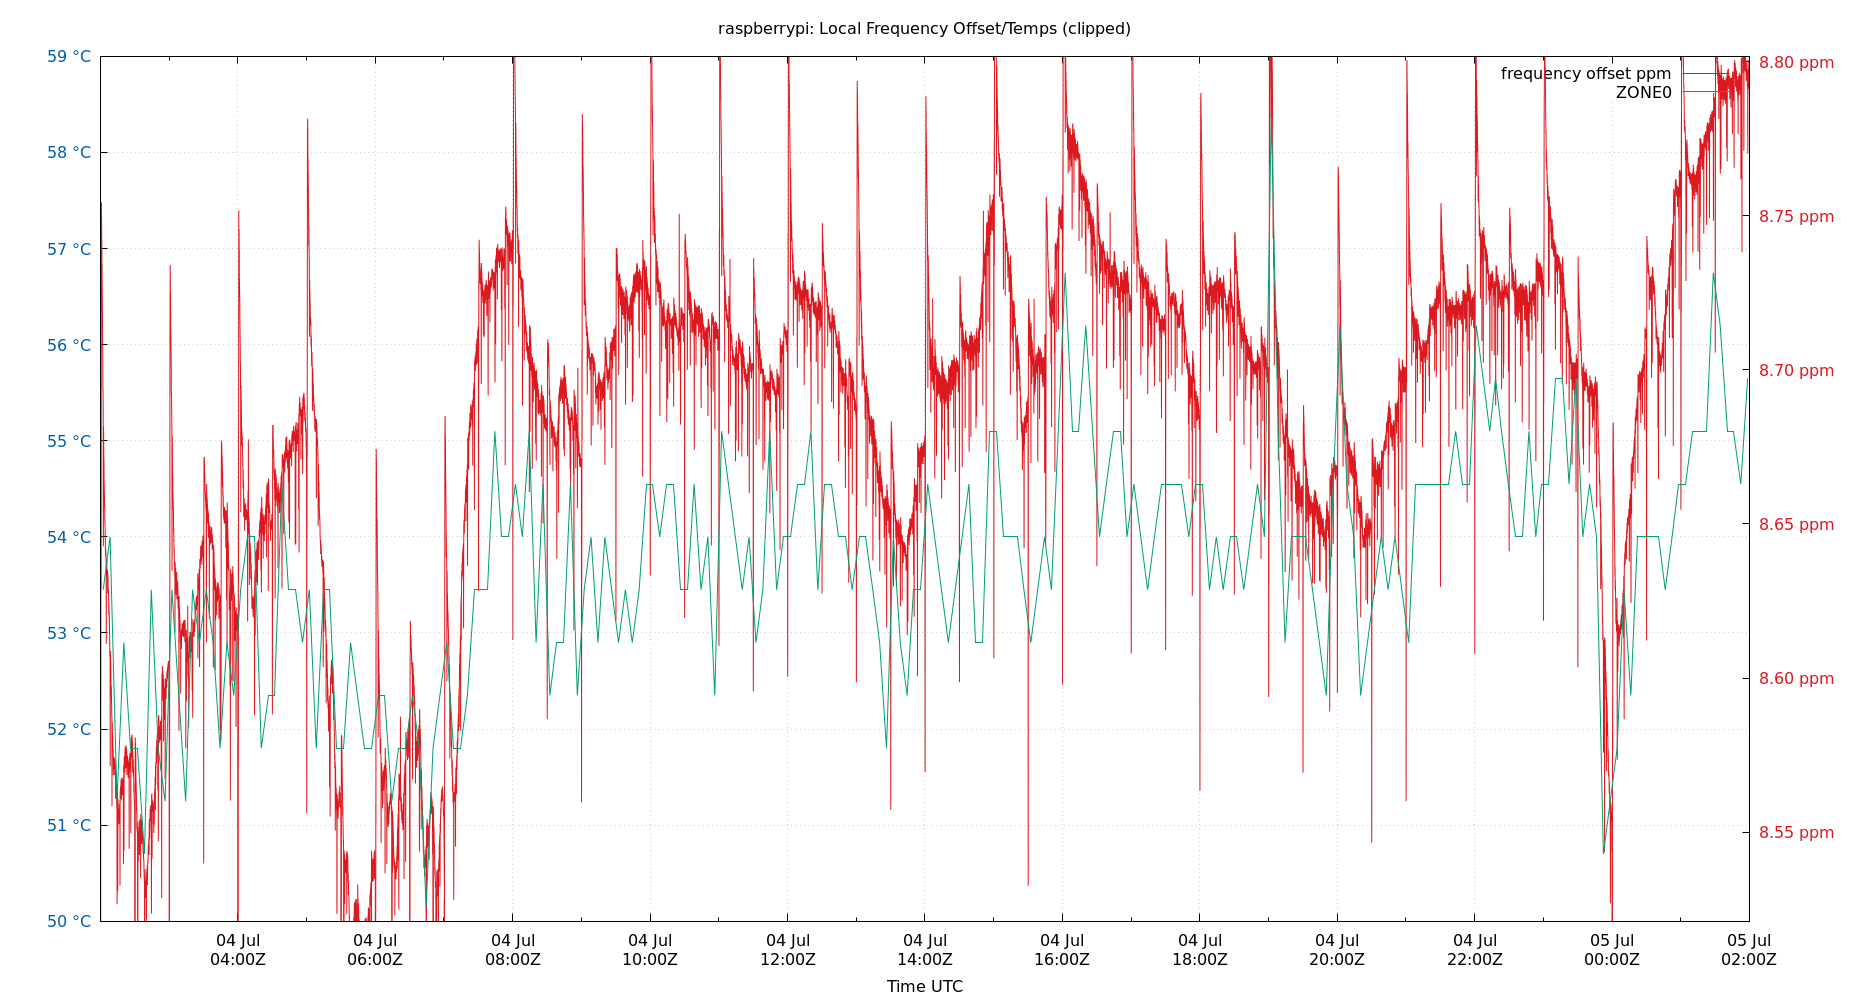 raspberrypi: Local Frequency Offset/Temps (clipped)
59 °C
58 °C
57 °C
56 °C
55 °C
54 °C
53 °C
52 °C
51 °C
50 °C
frequency offset ppm
ZONE0
8.80 ppm
8.75 ppm
8.70 ppm
8.65 ppm
8.60 ppm
8.55 ppm
04 Jul 04 Jul 04 Jul 04 Jul 04 Jul 04 Jul 04 Jul 04 Jul 04 Jul 04 Jul 05 Jul 05 Jul
04:00Z 06:00Z 08:00Z 10:00Z 12:00Z 14:00Z 16:00Z 18:00Z 20:00Z 22:00Z 00:00Z 02:00Z
Time UTC